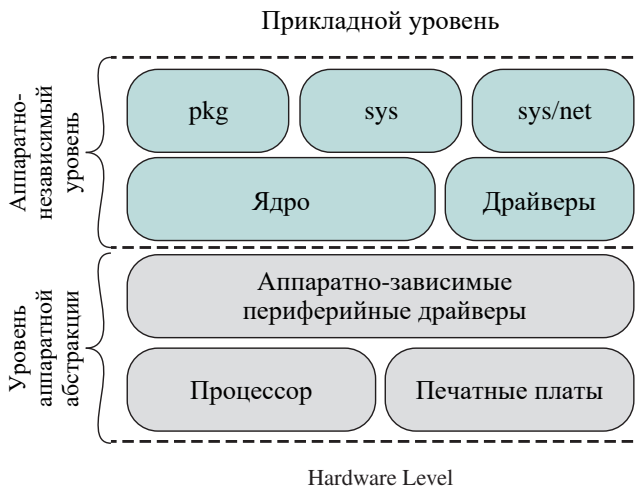 Прикладной уровень
Аппаратно-
независимый
уровень
pkg
sys
sys/net
Ядро
Драйверы
Уровень
аппаратной
абстракции
Аппаратно-зависимые
периферийные драйверы
Процессор
Печатные платы
Hardware Level